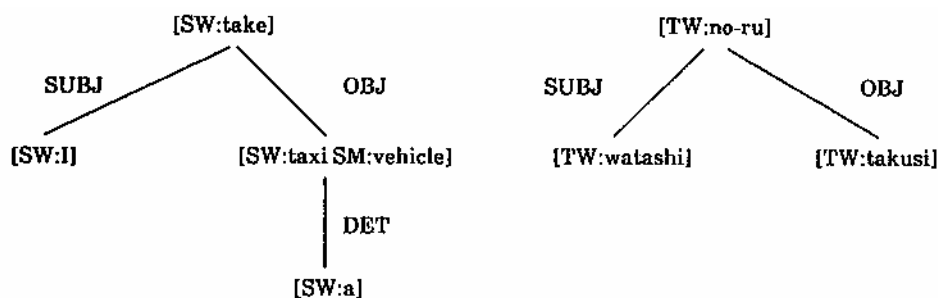 [SW:take] [TW:no-ru]
SUBJ OBJ SUBJ OBJ
[SW:I] [SW:taxi SM:vehicle] [TW:watashi] [TW:takusi]
DET
[SW:a]